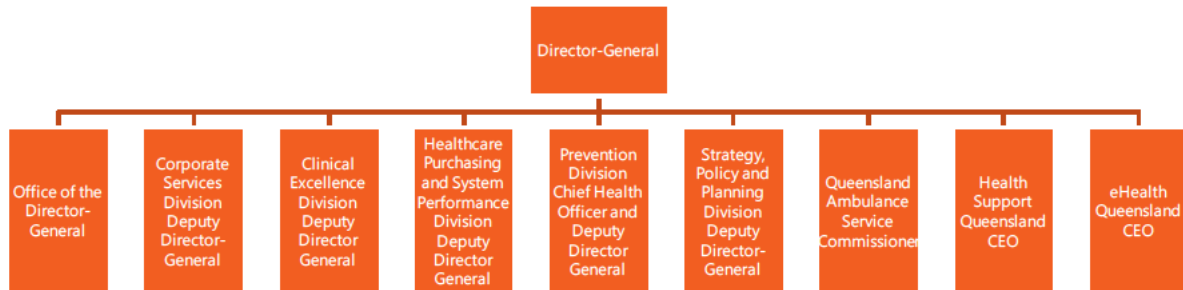 Director-General
Office of the
Director-
General
Corporate
Services
Division
Deputy
Director-
General
Clinical
Excellence
Division
Deputy
Director
General
Healthcare
Purchasing
and System
Performance
Division
Deputy
Director
General
Prevention
Division
Chief Health
Officer and
Deputy
Director
General
Strategy,
Policy and
Planning
Division
Deputy
Director-
General
Queensland
Ambulance
Service
Commissioner
Health
Support
Queensland
CEO
eHealth
Queensland
CEO